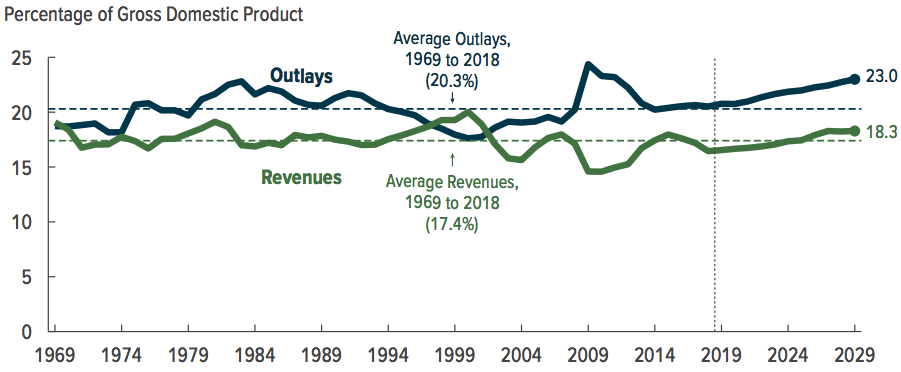 Percentage of Gross Domestic Product
25
20
15
10
5
0
Outlays
Average Outlays,
1969 to 2018
(20.3%)
23.0
18.3
Revenues
Average Revenues,
1969 to 2018
(17.4%)
1969 1974 1979 1984 1989 1994 1999 2004 2009 2014 2019 2024 2029